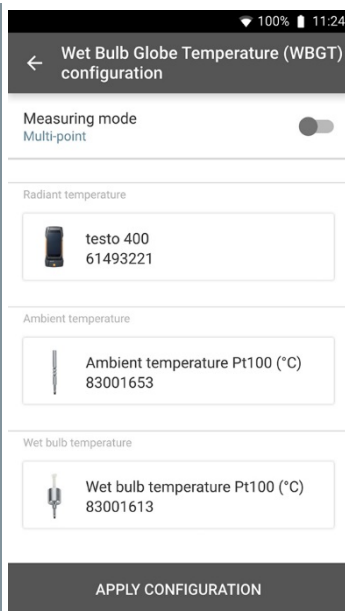 100% 11:24
Wet Bulb Globe Temperature (WBGT)
configuration
Measuring mode
Multi-point
Radiant temperature
testo 400
61493221
Ambient temperature
Ambient temperature Pt100 (°C)
83001653
Wet bulb temperature
Wet bulb temperature Pt100 (°C)
83001613
APPLY CONFIGURATION